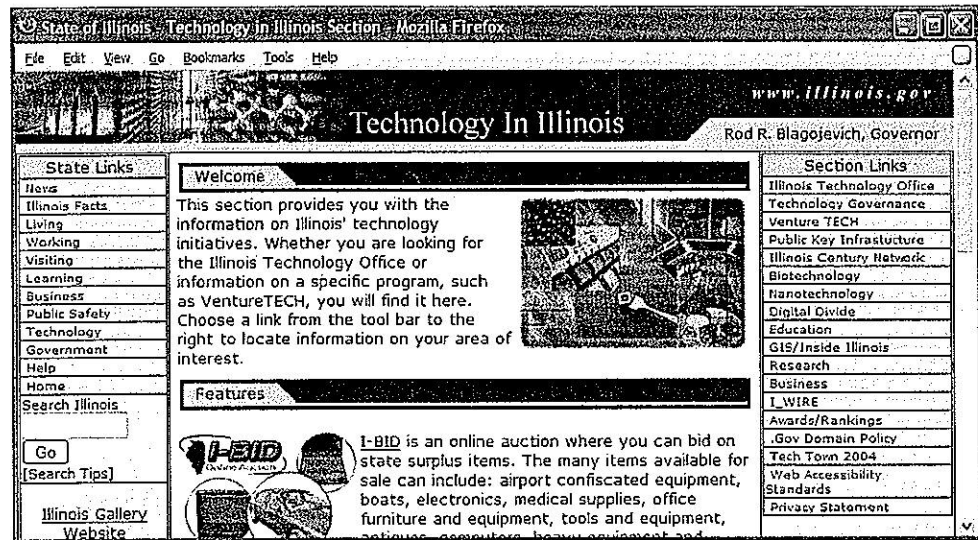 State of Illinois - Technology in Illinois Section - Mozilla Firefox
File Edit View Go Bookmarks Tools Help
www.illinois.gov
Technology In Illinois
Rod R. Blagojevich, Governor
State Links
News
Illinois Facts
Living
Working
Visiting
Learning
Business
Public Safety
Technology
Government
Help
Home
Search Illinois
Go
[Search Tips]
Illinois Gallery
Website
Welcome
This section provides you with the
information on Illinois' technology
initiatives. Whether you are looking for
the Illinois Technology Office or
information on a specific program, such
as VentureTECH, you will find it here.
Choose a link from the tool bar to the
right to locate information on your area of
interest.
Features
I-BID
Online Auction
I-BID is an online auction where you can bid on
state surplus items. The many items available for
sale can include: airport confiscated equipment,
boats, electronics, medical supplies, office
furniture and equipment, tools and equipment,
antiques, computers, heavy equipment and
Section Links
Illinois Technology Office
Technology Governance
Venture TECH
Public Key Infrastucture
Illinois Century Network
Biotechnology
Nanotechnology
Digital Divide
Education
GIS/Inside Illinois
Research
Business
I_WIRE
Awards/Rankings
.Gov Domain Policy
Tech Town 2004
Web Accessibility
Standards
Privacy Statement